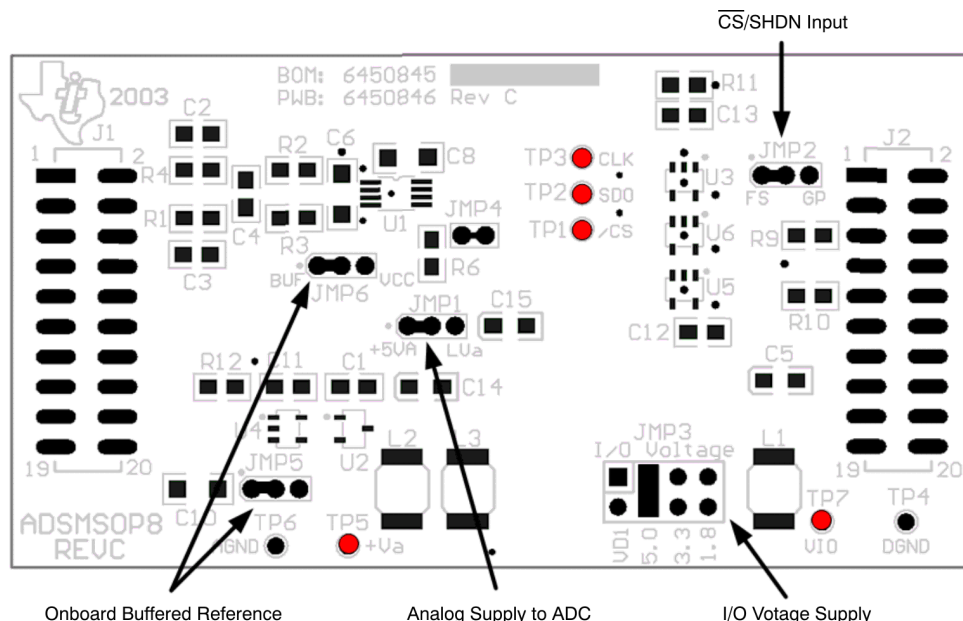 CS/SHDN Input
BOM: 6450845
PWB: 6450846 Rev C
2003
R11
C13
J1
1 2
C2
R4
R2
C6
C8
TP3 CLK
TP2 SDO
TP1 /CS
U3
JMP2
FS GP
J2
1 2
R1
C4
R3
U1
JMP4
U6
R9
C3
BUF VCC
JMP6
R6
U5
R10
JMP1
+5VA LVa
C15
C12
R12
C11
C1
C14
C5
U4
U2
L2
L3
JMP3
I/O Voltage
L1
19 20
JMP5
19 20
C10
ADSMSOP8
REVC
TP6
AGND
TP5
+Va
VD1
5.0
3.3
1.8
TP7
VIO
TP4
DGND
Onboard Buffered Reference
Analog Supply to ADC
I/O Votage Supply